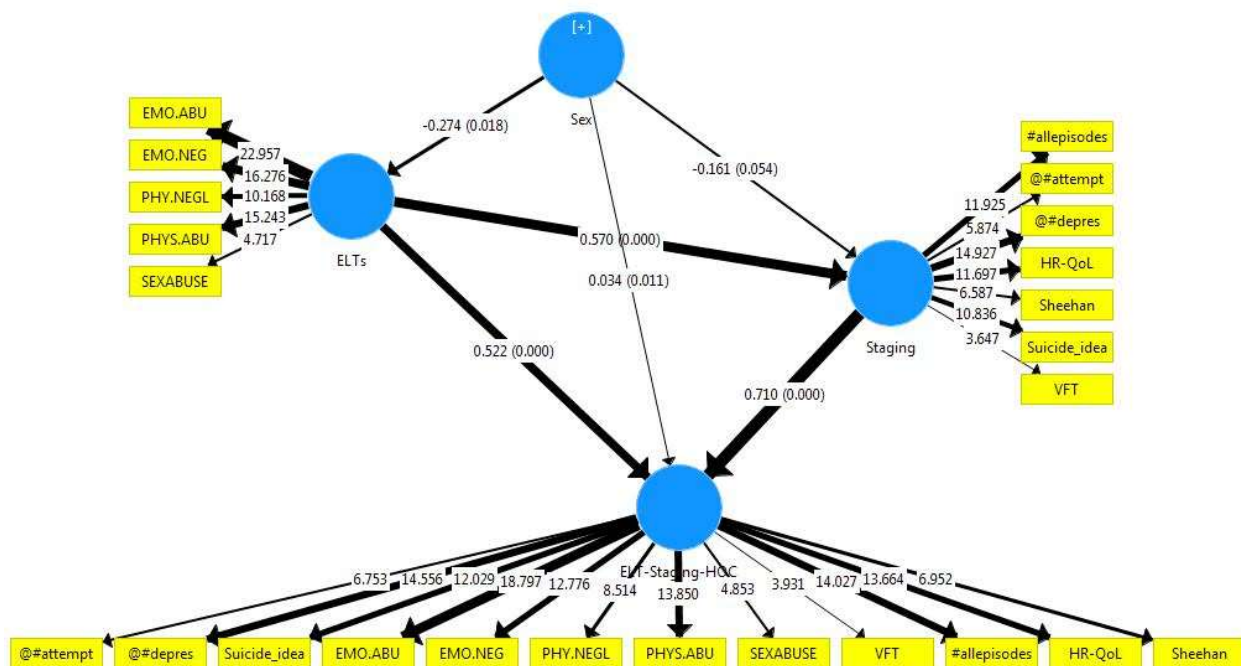 [+]
Sex
EMO.ABU
EMO.NEG
PHY.NEGL
PHYS.ABU
SEXABUSE
22.957
16.276
10.168
15.243
4.717
ELTs
-0.274 (0.018)
-0.161 (0.054)
0.570 (0.000)
0.034 (0.011)
0.522 (0.000)
0.710 (0.000)
Staging
11.925
5.874
14.927
11.697
6.587
10.836
3.647
#allepisodes
@#attempt
@#depres
HR-QoL
Sheehan
Suicide_idea
VFT
ELT-Staging-HOC
6.753
14.556
12.029
18.797
12.776
8.514
13.850
4.853
3.931
14.027
13.664
6.952
@#attempt
@#depres
Suicide_idea
EMO.ABU
EMO.NEG
PHY.NEGL
PHYS.ABU
SEXABUSE
VFT
#allepisodes
HR-QoL
Sheehan